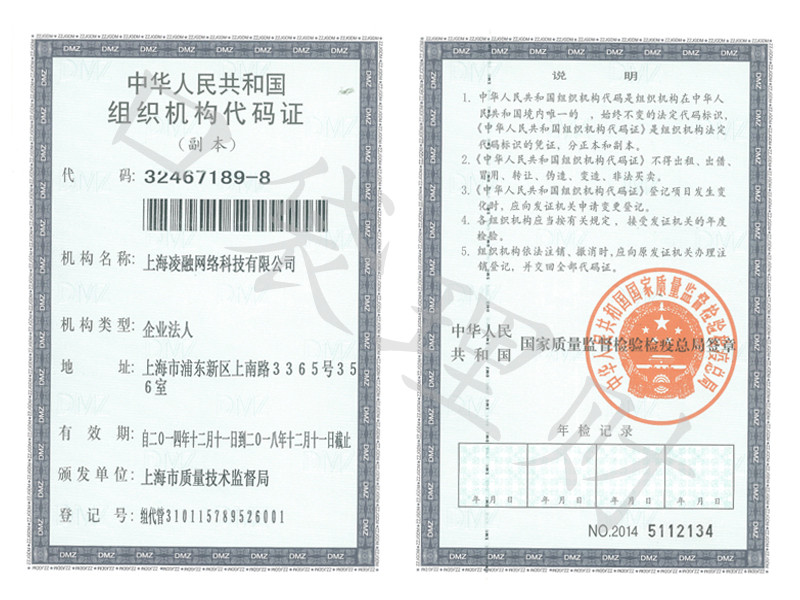 中华人民共和国
组织机构代码证
(副本)
代 码: 32467189-8
机构名称: 上海凌融网络科技有限公司
机构类型: 企业法人
地 址: 上海市浦东新区上南路3365号35
6室
有 效 期: 自二〇一四年十二月十一日到二〇一八年十二月十一日截止
颁发单位: 上海市质量技术监督局
登 记 号: 组代管310115789526001
说 明
1. 中华人民共和国组织机构代码是组织机构在中华人
民共和国境内唯一的 、始终不变的法定代码标识,
《中华人民共和国组织机构代码证》是组织机构法定
代码标识的凭证,分正本和副本。
2.《中华人民共和国组织机构代码证》不得出租、出借、
冒用、转让、伪造、变造、非法买卖。
3.《中华人民共和国组织机构代码证》登记项目发生变
化时,应向发证机关申请变更登记。
4. 各组织机构应当按有关规定,接受发证机关的年度
检验。
5. 组织机构依法注销、撤消时,应向原发证机关办理注
销登记,并交回全部代码证。
中华人民
共和国 国家质量监督检验检疫总局签章
中华人民共和国国家质量监督检验检疫总局
年检记录
年 月 日 年 月 日 年 月 日 年 月 日
NO.2014 5112134
口袋理财